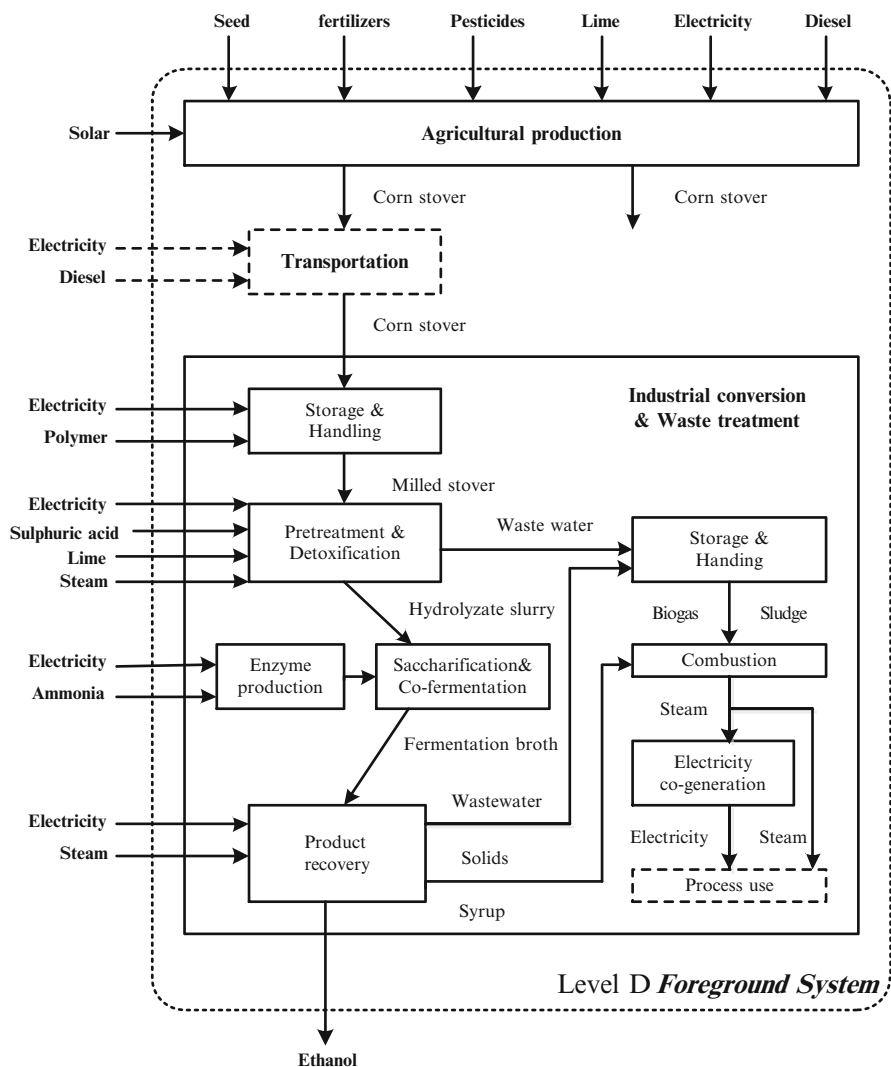 Seed fertilizers Pesticides Lime Electricity Diesel
Solar
Agricultural production
Corn stover
Corn stover
Electricity
Diesel
Transportation
Corn stover
Industrial conversion
& Waste treatment
Electricity
Polymer
Storage &
Handling
Milled stover
Electricity
Sulphuric acid
Lime
Steam
Pretreatment &
Detoxification
Waste water
Storage &
Handing
Hydrolyzate slurry
Biogas
Sludge
Electricity
Ammonia
Enzyme
production
Saccharification&
Co-fermentation
Combustion
Steam
Fermentation broth
Electricity
co-generation
Wastewater
Electricity
Steam
Product
recovery
Electricity
Steam
Solids
Process use
Syrup
Level D Foreground System
Ethanol